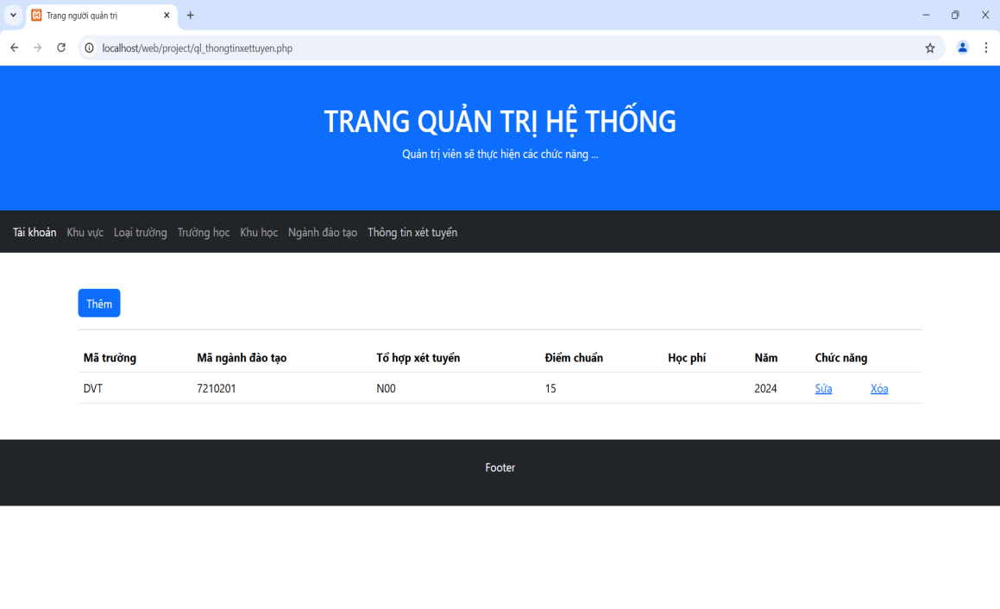 Trang người quản trị
localhost/web/project/ql_thongtinxettuyen.php
TRANG QUẢN TRỊ HỆ THỐNG
Quản trị viên sẽ thực hiện các chức năng ...
Tài khoản Khu vực Loại trường Trường học Khu học Ngành đào tạo Thông tin xét tuyển
Thêm
Mã trường Mã ngành đào tạo Tổ hợp xét tuyển Điểm chuẩn Học phí Năm Chức năng
DVT 7210201 N00 15 2024 Sửa Xóa
Footer